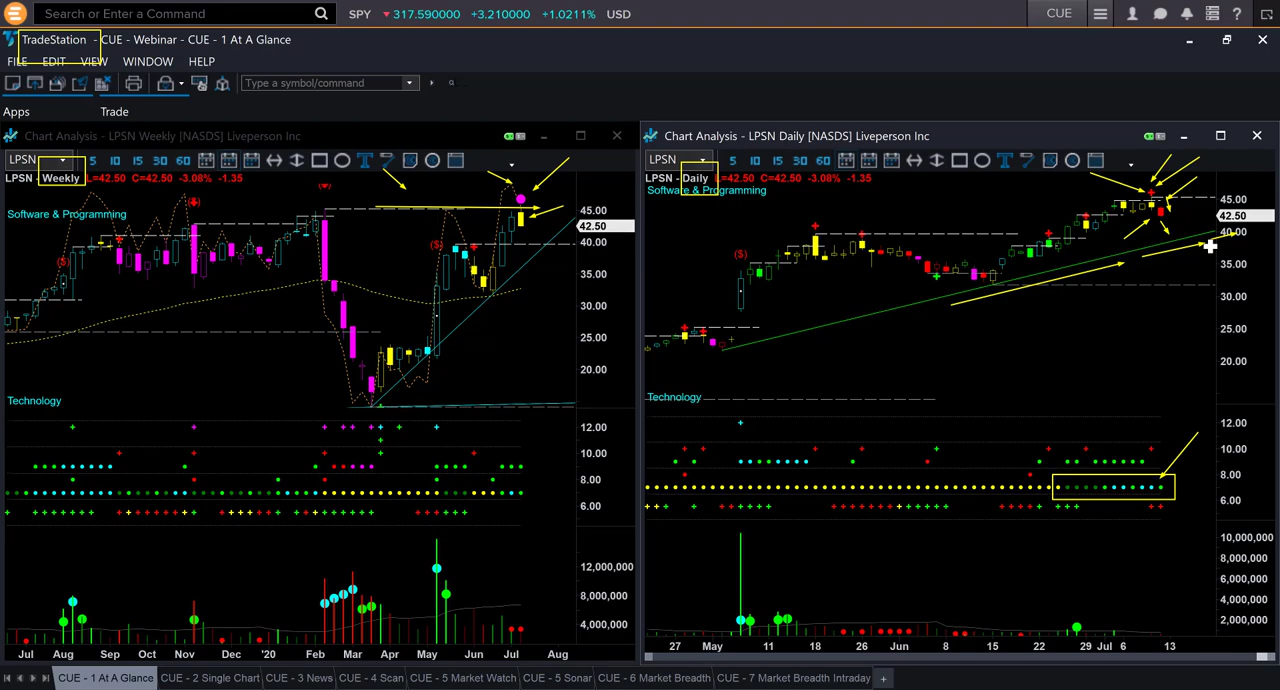 Search or Enter a Command SPY 317.590000 +3.210000 +1.0211% USD CUE ?
TradeStation - CUE - Webinar - CUE - 1 At A Glance
FILE EDIT VIEW WINDOW HELP
Type a symbol/command
Apps Trade
Chart Analysis - LPSN Weekly [NASDS] Liveperson Inc
LPSN 5 10 15 30 60
LPSN - Weekly L=42.50 C=42.50 -3.08% -1.35
Software & Programming
($)
($)
45.00
42.50
40.00
35.00
30.00
25.00
20.00
Technology
12.00
10.00
8.00
6.00
12,000,000
8,000,000
4,000,000
Jul Aug Sep Oct Nov Dec '20 Feb Mar Apr May Jun Jul Aug
Chart Analysis - LPSN Daily [NASDS] Liveperson Inc
LPSN 5 10 15 30 60
LPSN - Daily L=42.50 C=42.50 -3.08% -1.35
Software & Programming
($)
45.00
42.50
40.00
35.00
30.00
25.00
20.00
Technology
12.00
10.00
8.00
6.00
10,000,000
8,000,000
6,000,000
4,000,000
2,000,000
27 May 11 18 26 Jun 8 15 22 29 Jul 6 13
CUE - 1 At A Glance CUE - 2 Single Chart CUE - 3 News CUE - 4 Scan CUE - 5 Market Watch CUE - 5 Sonar CUE - 6 Market Breadth CUE - 7 Market Breadth Intraday +